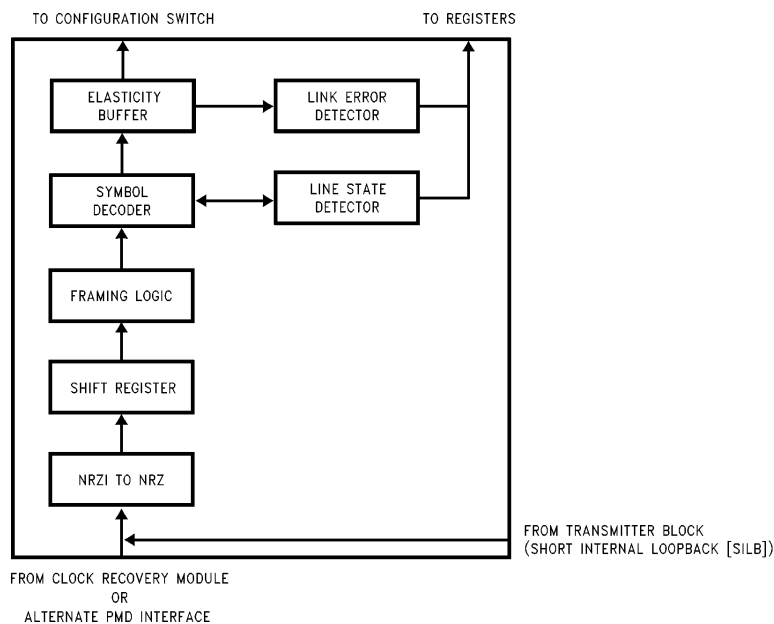 TO CONFIGURATION SWITCH
TO REGISTERS
ELASTICITY
BUFFER
LINK ERROR
DETECTOR
SYMBOL
DECODER
LINE STATE
DETECTOR
FRAMING LOGIC
SHIFT REGISTER
NRZI TO NRZ
FROM TRANSMITTER BLOCK
(SHORT INTERNAL LOOPBACK [SILB])
FROM CLOCK RECOVERY MODULE
OR
ALTERNATE PMD INTERFACE